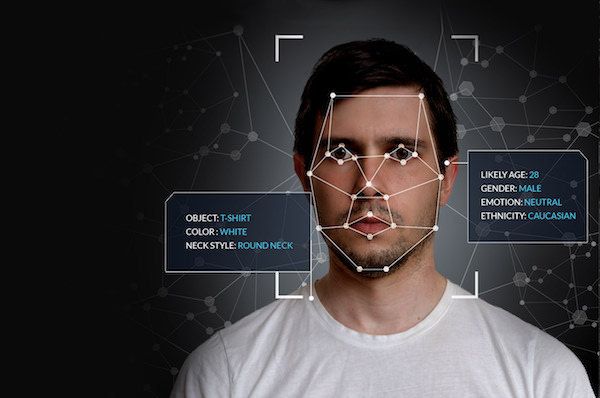 OBJECT: T-SHIRT
COLOR : WHITE
NECK STYLE: ROUND NECK
LIKELY AGE: 28
GENDER: MALE
EMOTION: NEUTRAL
ETHNICITY: CAUCASIAN